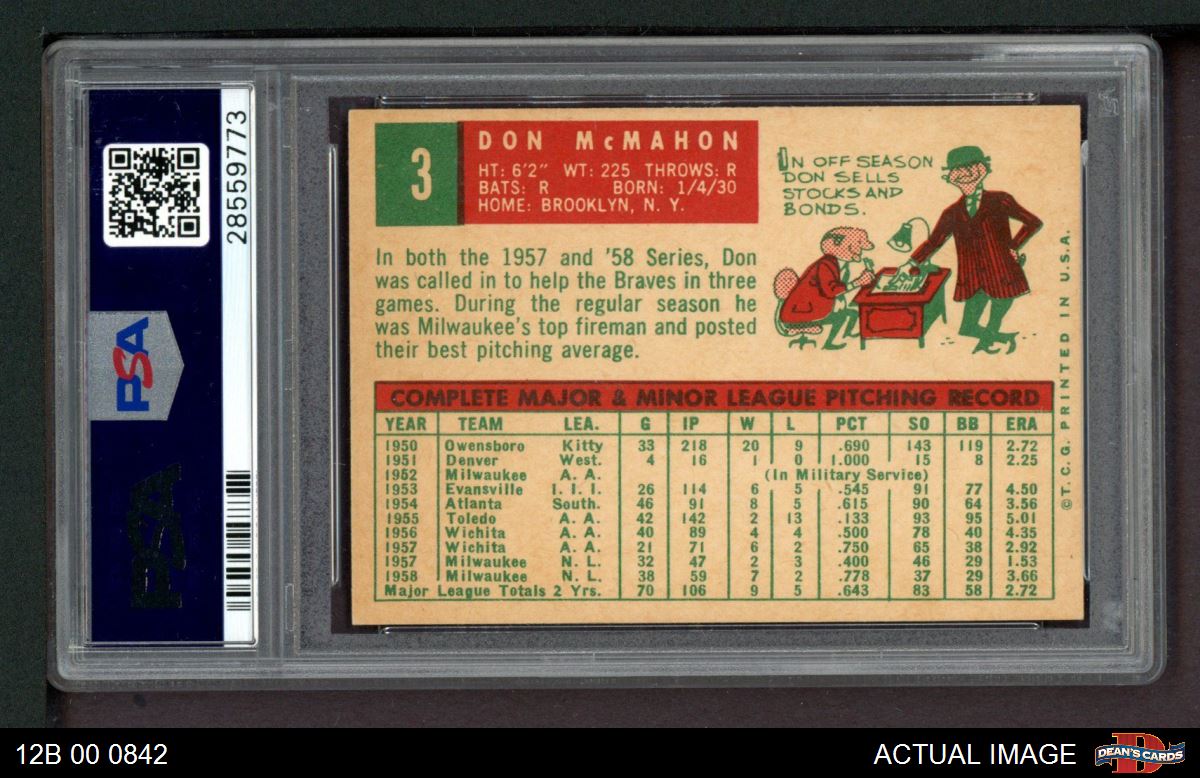 28559773
PSA
PSA
3
DON McMAHON
HT: 6'2" WT: 225 THROWS: R
BATS: R BORN: 1/4/30
HOME: BROOKLYN, N. Y.
In both the 1957 and '58 Series, Don
was called in to help the Braves in three
games. During the regular season he
was Milwaukee's top fireman and posted
their best pitching average.
IN OFF SEASON
DON SELLS
STOCKS AND
BONDS.
COMPLETE MAJOR & MINOR LEAGUE PITCHING RECORD
YEAR TEAM LEA. G IP W L PCT SO BB ERA
1950 Owensboro Kitty 33 218 20 9 .690 143 119 2.72
1951 Denver West. 4 16 1 0 1.000 15 8 2.25
1952 Milwaukee A. A. (In Military Service)
1953 Evansville I. I. I. 26 114 6 5 .545 91 77 4.50
1954 Atlanta South. 46 91 8 5 .615 90 64 3.56
1955 Toledo A. A. 42 142 2 13 .133 93 95 5.01
1956 Wichita A. A. 40 89 4 4 .500 78 40 4.35
1957 Wichita A. A. 21 71 6 2 .750 65 38 2.92
1957 Milwaukee N. L. 32 47 2 3 .400 46 29 1.53
1958 Milwaukee N. L. 38 59 7 2 .778 37 29 3.66
Major League Totals 2 Yrs. 70 106 9 5 .643 83 58 2.72
© T. C. G. PRINTED IN U.S.A.
12B 00 0842
ACTUAL IMAGE
DEAN'S CARDS